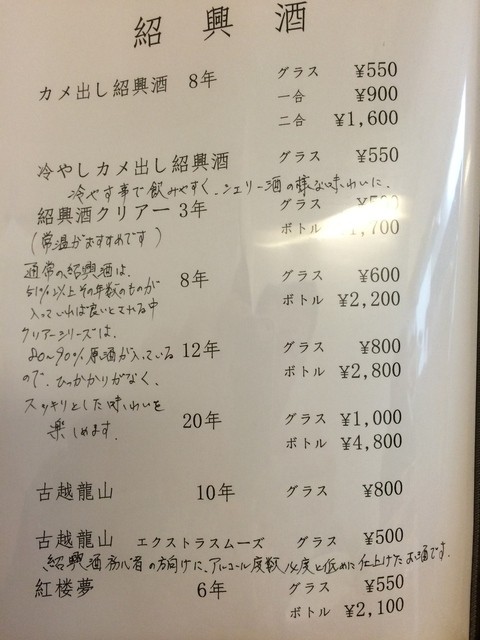 紹興酒
カメ出し紹興酒 8年 グラス ¥550
一合 ¥900
二合 ¥1,600
冷やしカメ出し紹興酒 グラス ¥550
冷やす事で飲みやすく、シェリー酒の様な味わいに。
紹興酒クリアー 3年 グラス
(常温がおすすめです) ボトル ¥1,700
通常の紹興酒は、
8年 グラス ¥600
51%以上その年数のものが
ボトル ¥2,200
入っていれば良いとされる中
クリアーシリーズは、
80~90%原酒が入っている
12年 グラス ¥800
ので、ひっかかりがなく、
ボトル ¥2,800
スッキリとした味わいを
20年 グラス ¥1,000
楽しめます。
ボトル ¥4,800
古越龍山 10年 グラス ¥800
古越龍山 エクストラスムーズ グラス ¥500
紹興酒初心者の方向けに、アルコール度数14度と低めに仕上げたお酒です。
紅楼夢 6年 グラス ¥550
ボトル ¥2,100